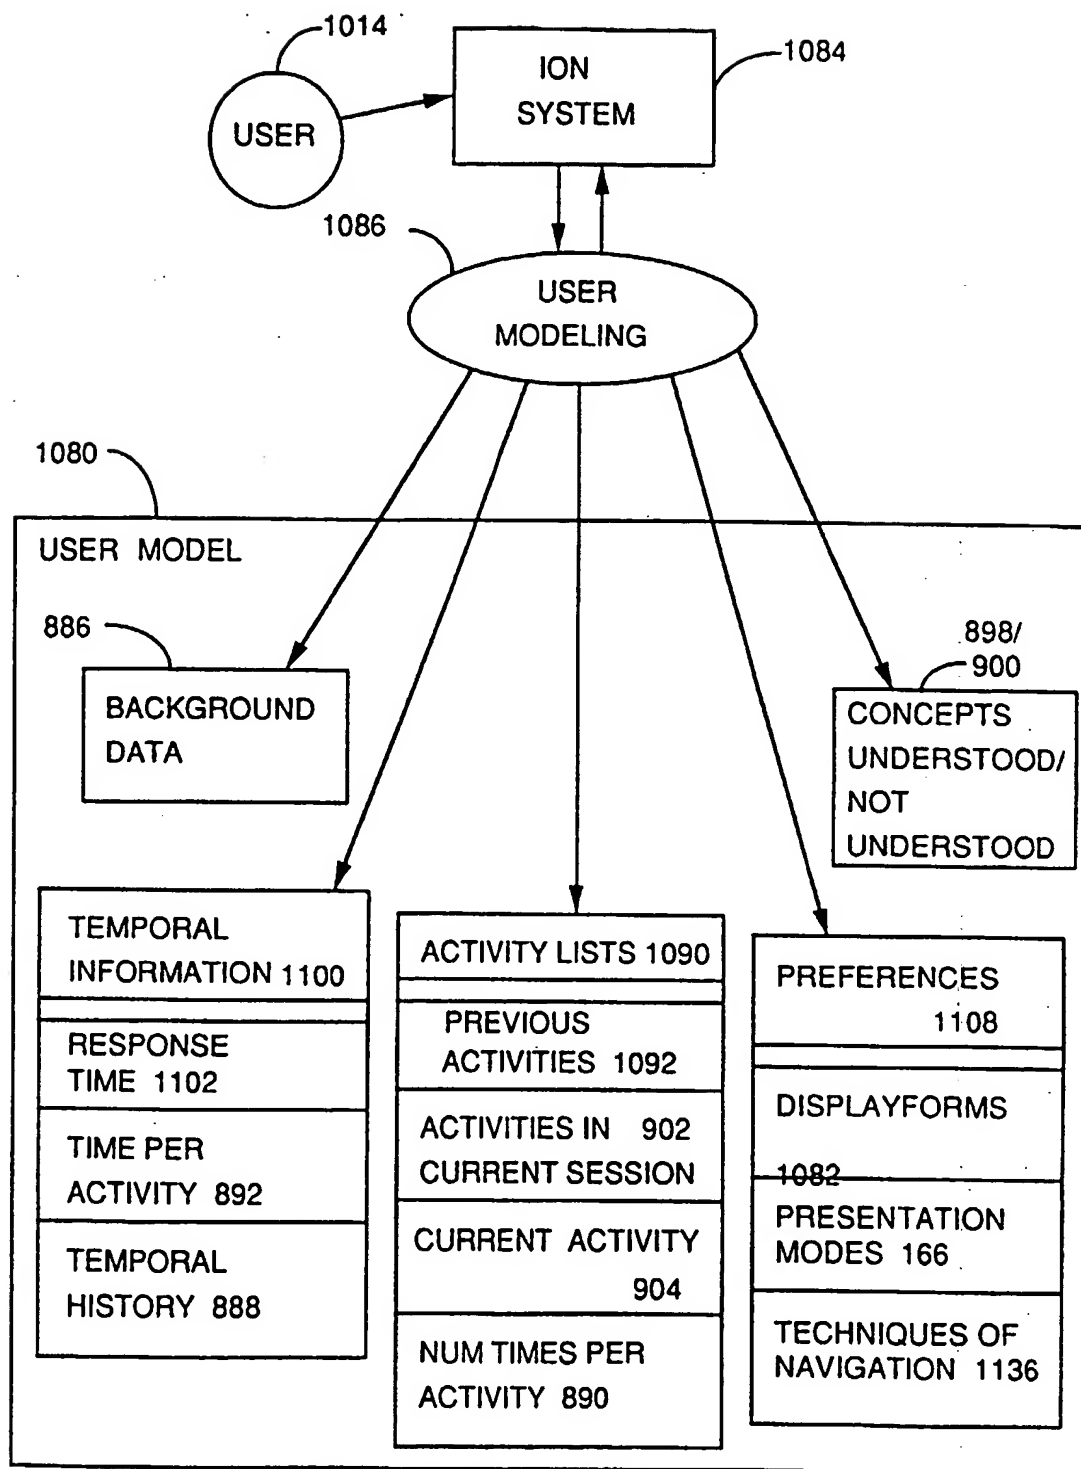 1014
ION
SYSTEM
1084
USER
1086
USER
MODELING
1080
USER MODEL
886
BACKGROUND
DATA
898/
900
CONCEPTS
UNDERSTOOD/
NOT
UNDERSTOOD
TEMPORAL
INFORMATION 1100
RESPONSE
TIME 1102
TIME PER
ACTIVITY 892
TEMPORAL
HISTORY 888
ACTIVITY LISTS 1090
PREVIOUS
ACTIVITIES 1092
ACTIVITIES IN 902
CURRENT SESSION
CURRENT ACTIVITY
904
NUM TIMES PER
ACTIVITY 890
PREFERENCES
1108
DISPLAYFORMS
1082
PRESENTATION
MODES 166
TECHNIQUES OF
NAVIGATION 1136